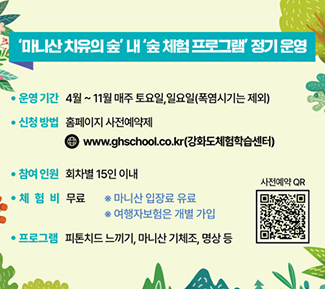 '마니산 치유의 숲' 내 '숲 체험 프로그램' 정기 운영
• 운영 기간 4월 ~ 11월 매주 토요일,일요일(폭염시기는 제외)
• 신청 방법 홈페이지 사전예약제
www.ghschool.co.kr(강화도체험학습센터)
• 참여 인원 회차별 15인 이내
• 체 험 비 무료 ※ 마니산 입장료 유료
※ 여행자보험은 개별 가입
• 프로그램 피톤치드 느끼기, 마니산 기체조, 명상 등
사전예약 QR